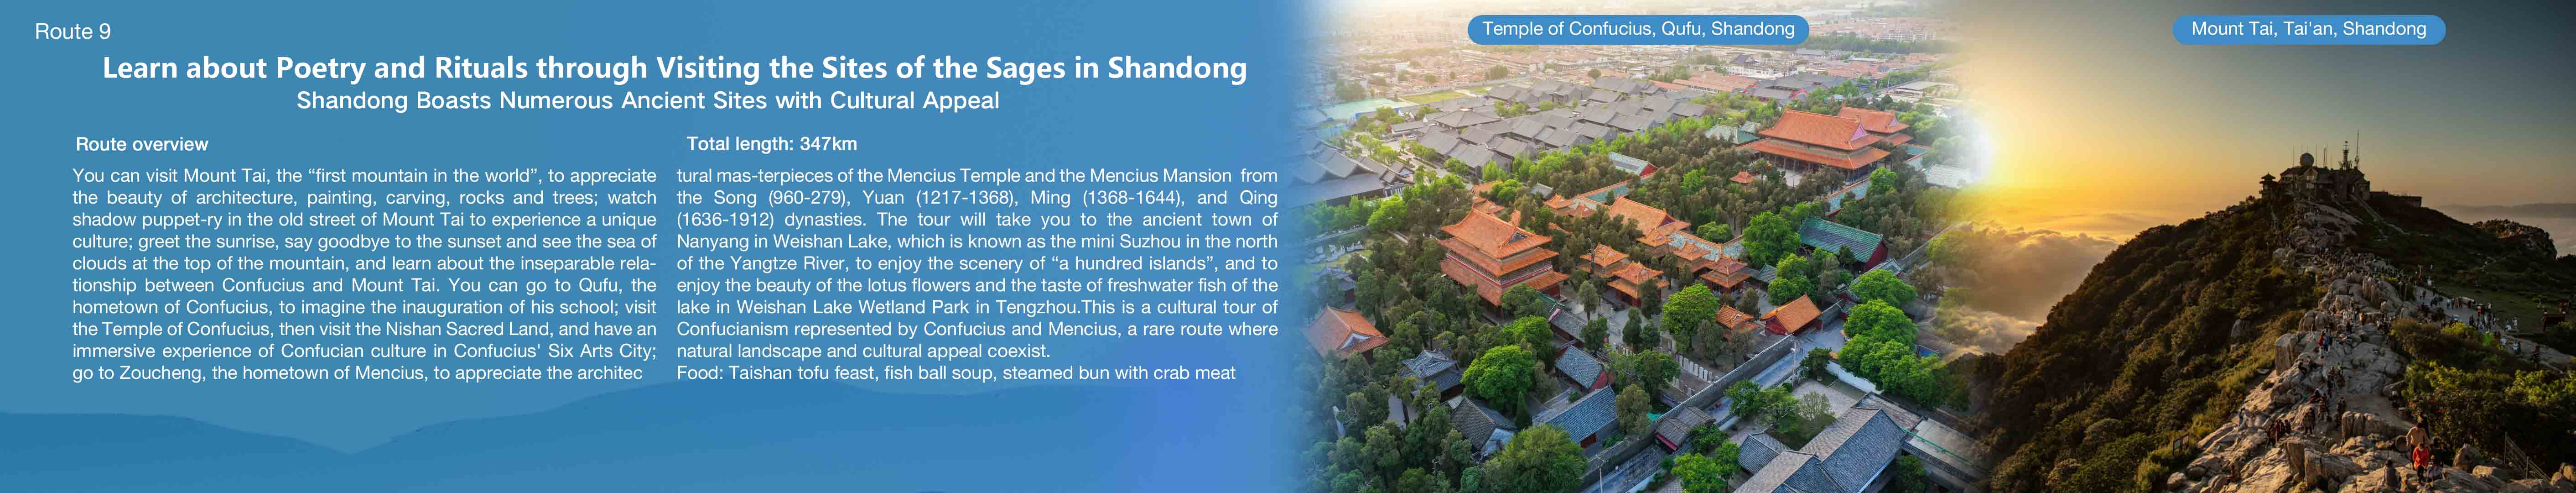 Route 9
Learn about Poetry and Rituals through Visiting the Sites of the Sages in Shandong
Shandong Boasts Numerous Ancient Sites with Cultural Appeal
Route overview
You can visit Mount Tai, the “first mountain in the world”, to appreciate
the beauty of architecture, painting, carving, rocks and trees; watch
shadow puppet-ry in the old street of Mount Tai to experience a unique
culture; greet the sunrise, say goodbye to the sunset and see the sea of
clouds at the top of the mountain, and learn about the inseparable rela-
tionship between Confucius and Mount Tai. You can go to Qufu, the
hometown of Confucius, to imagine the inauguration of his school; visit
the Temple of Confucius, then visit the Nishan Sacred Land, and have an
immersive experience of Confucian culture in Confucius' Six Arts City;
go to Zoucheng, the hometown of Mencius, to appreciate the architec
Total length: 347km
tural mas-terpieces of the Mencius Temple and the Mencius Mansion from
the Song (960-279), Yuan (1217-1368), Ming (1368-1644), and Qing
(1636-1912) dynasties. The tour will take you to the ancient town of
Nanyang in Weishan Lake, which is known as the mini Suzhou in the north
of the Yangtze River, to enjoy the scenery of “a hundred islands”, and to
enjoy the beauty of the lotus flowers and the taste of freshwater fish of the
lake in Weishan Lake Wetland Park in Tengzhou.This is a cultural tour of
Confucianism represented by Confucius and Mencius, a rare route where
natural landscape and cultural appeal coexist.
Food: Taishan tofu feast, fish ball soup, steamed bun with crab meat
Temple of Confucius, Qufu, Shandong
Mount Tai, Tai'an, Shandong